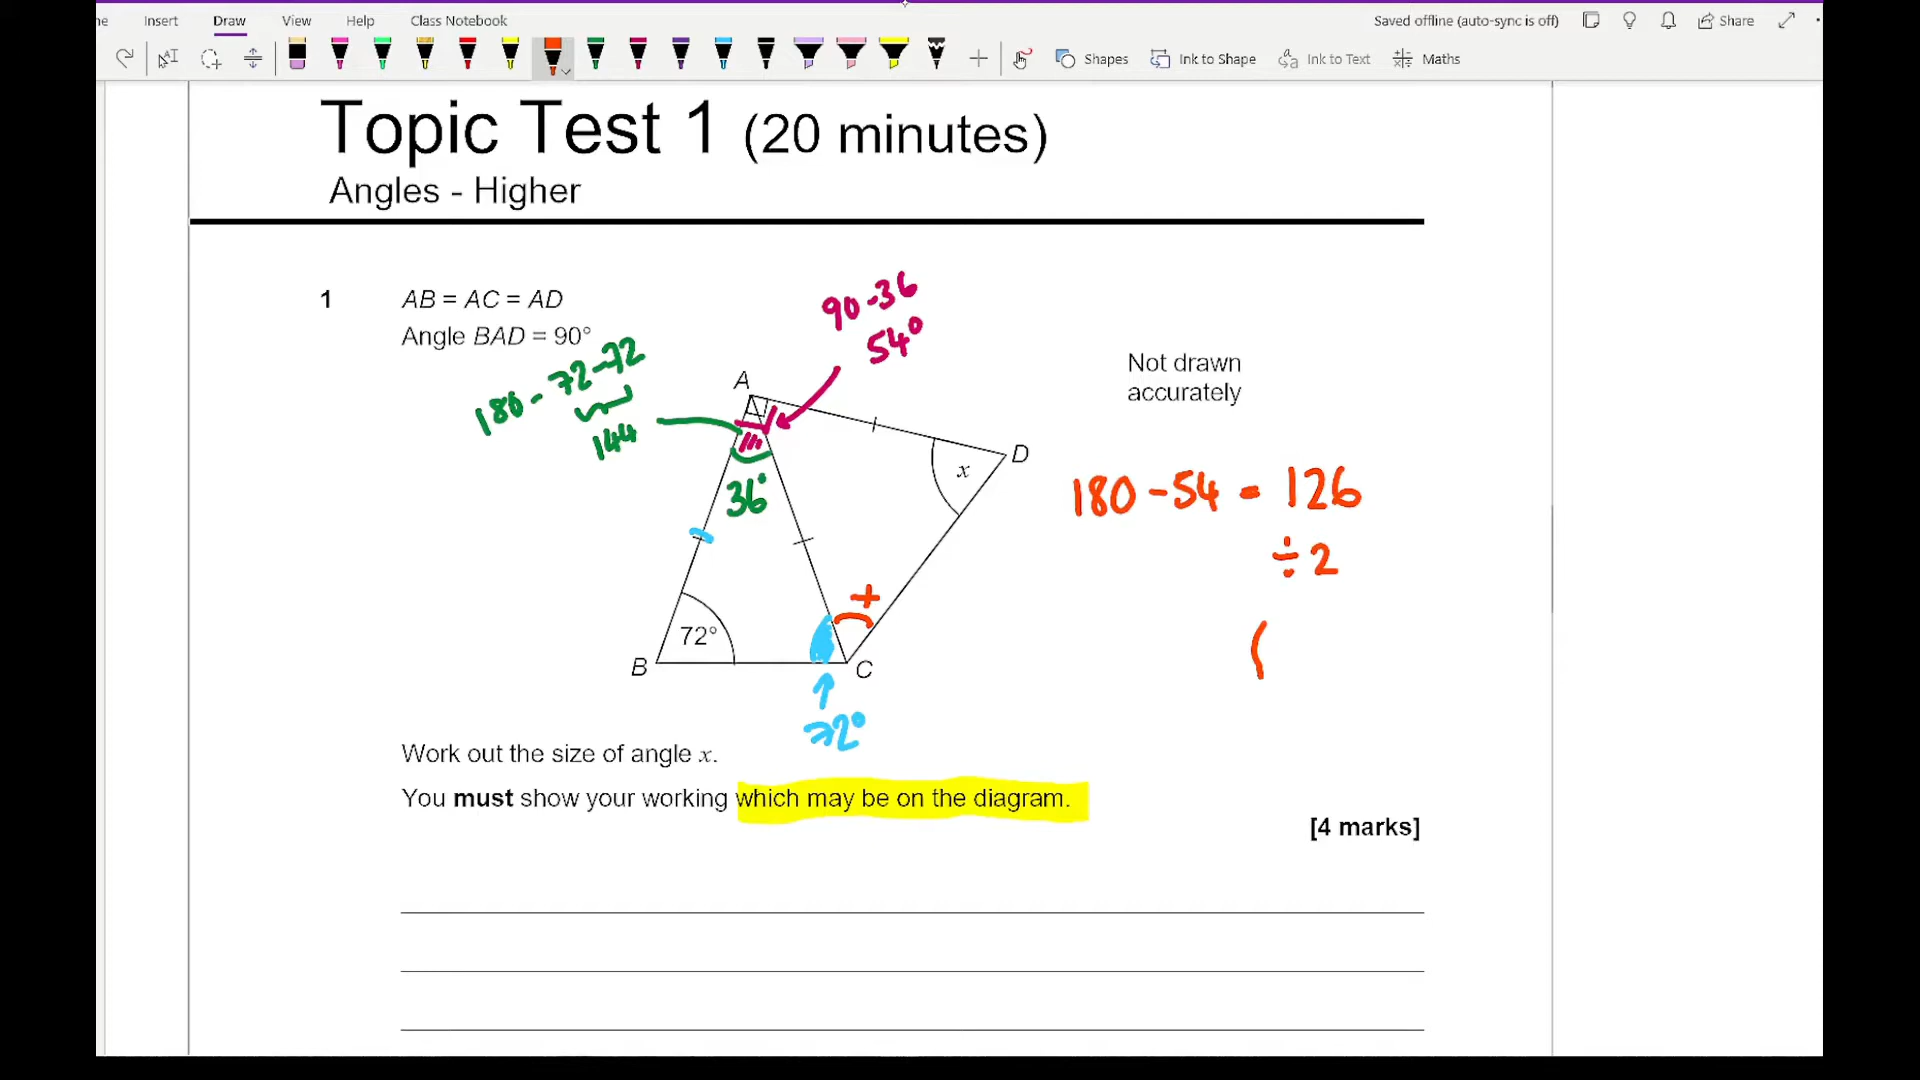 ne Insert Draw View Help Class Notebook Saved offline (auto-sync is off) Share
Shapes Ink to Shape Ink to Text Maths
Topic Test 1 (20 minutes)
Angles - Higher
1 AB = AC = AD
Angle BAD = 90°
90-36
54°
180-72-72
144
Not drawn
accurately
A
D
x
36°
180-54 = 126
÷2
x
72°
B
C
72°
Work out the size of angle x.
You must show your working which may be on the diagram.
[4 marks]